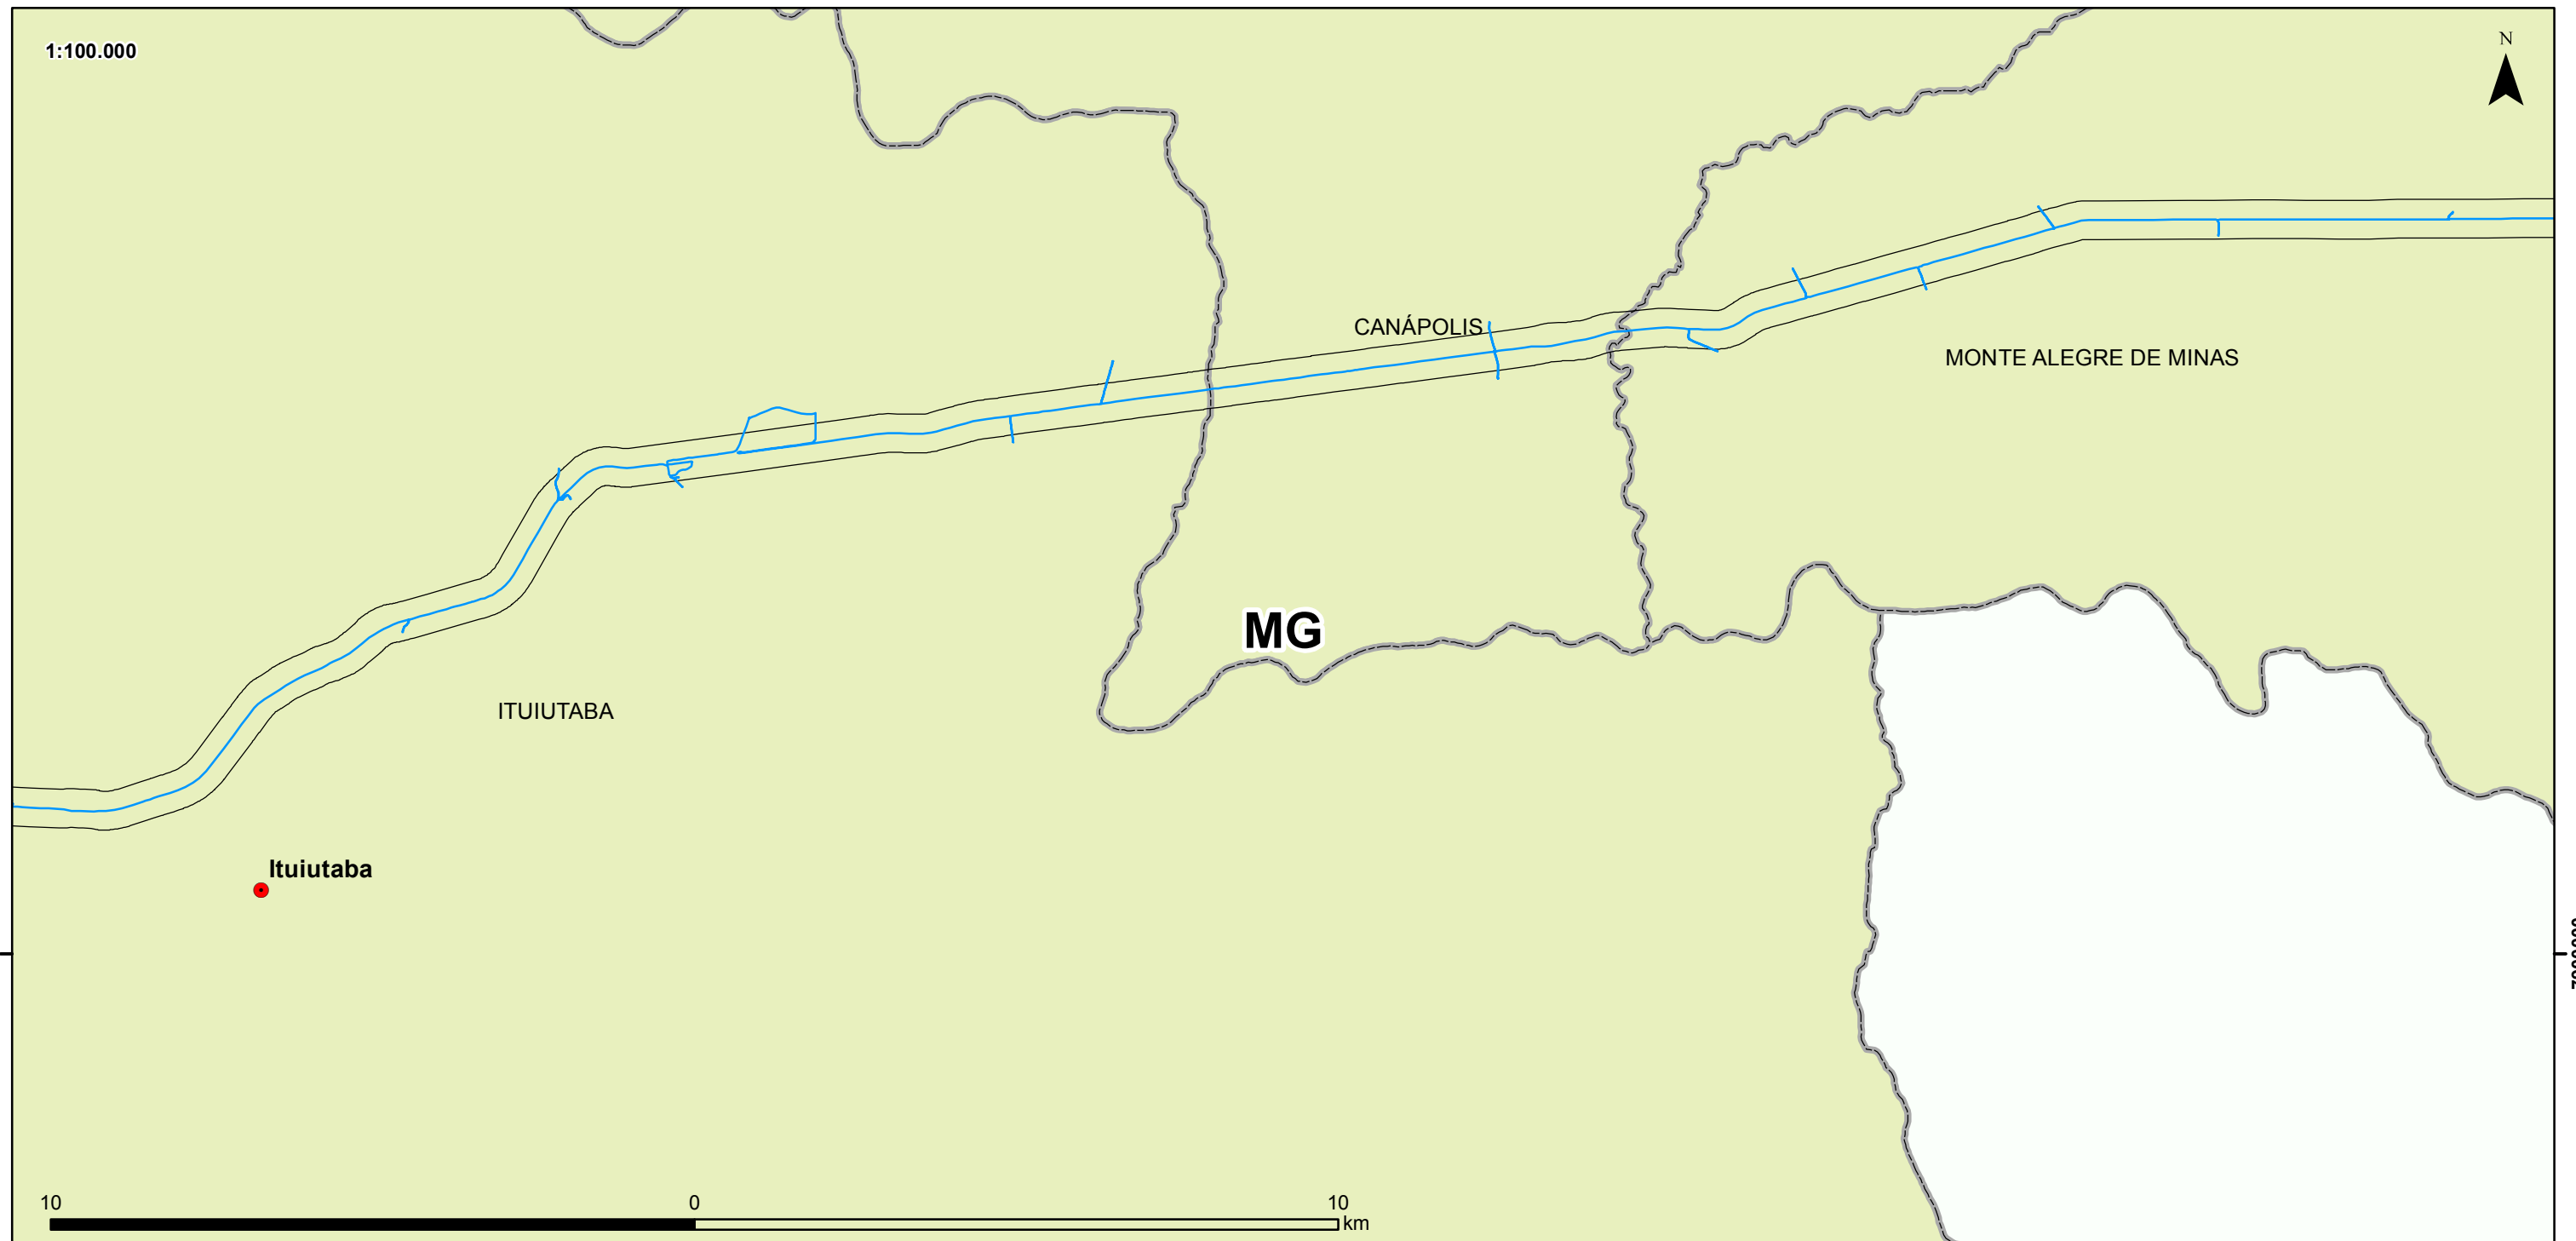 1:100.000
N
CANÁPOLIS
MONTE ALEGRE DE MINAS
MG
ITUIUTABA
Ituiutaba
10 0 10
km